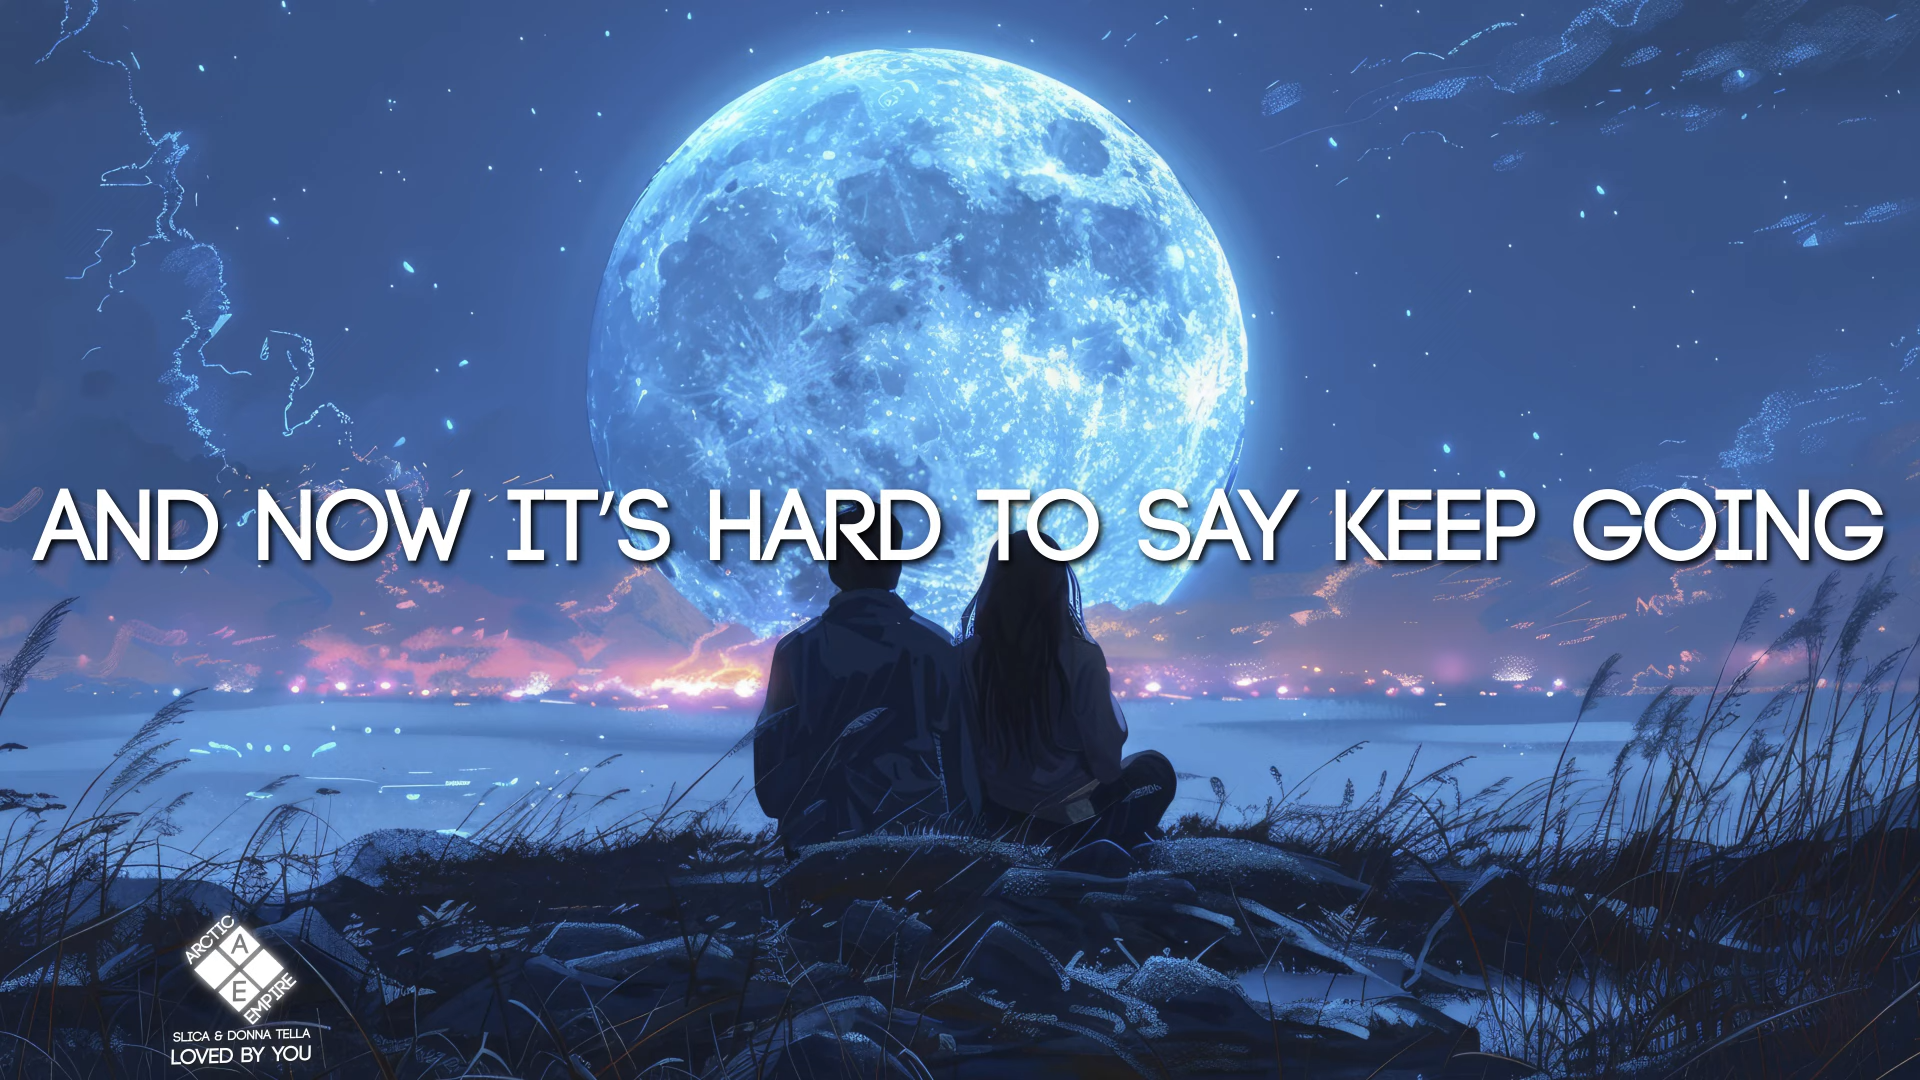 AND NOW IT'S HARD TO SAY KEEP GOING
ARCTIC
A
E
EMPIRE
SLICA & DONNA TELLA
LOVED BY YOU